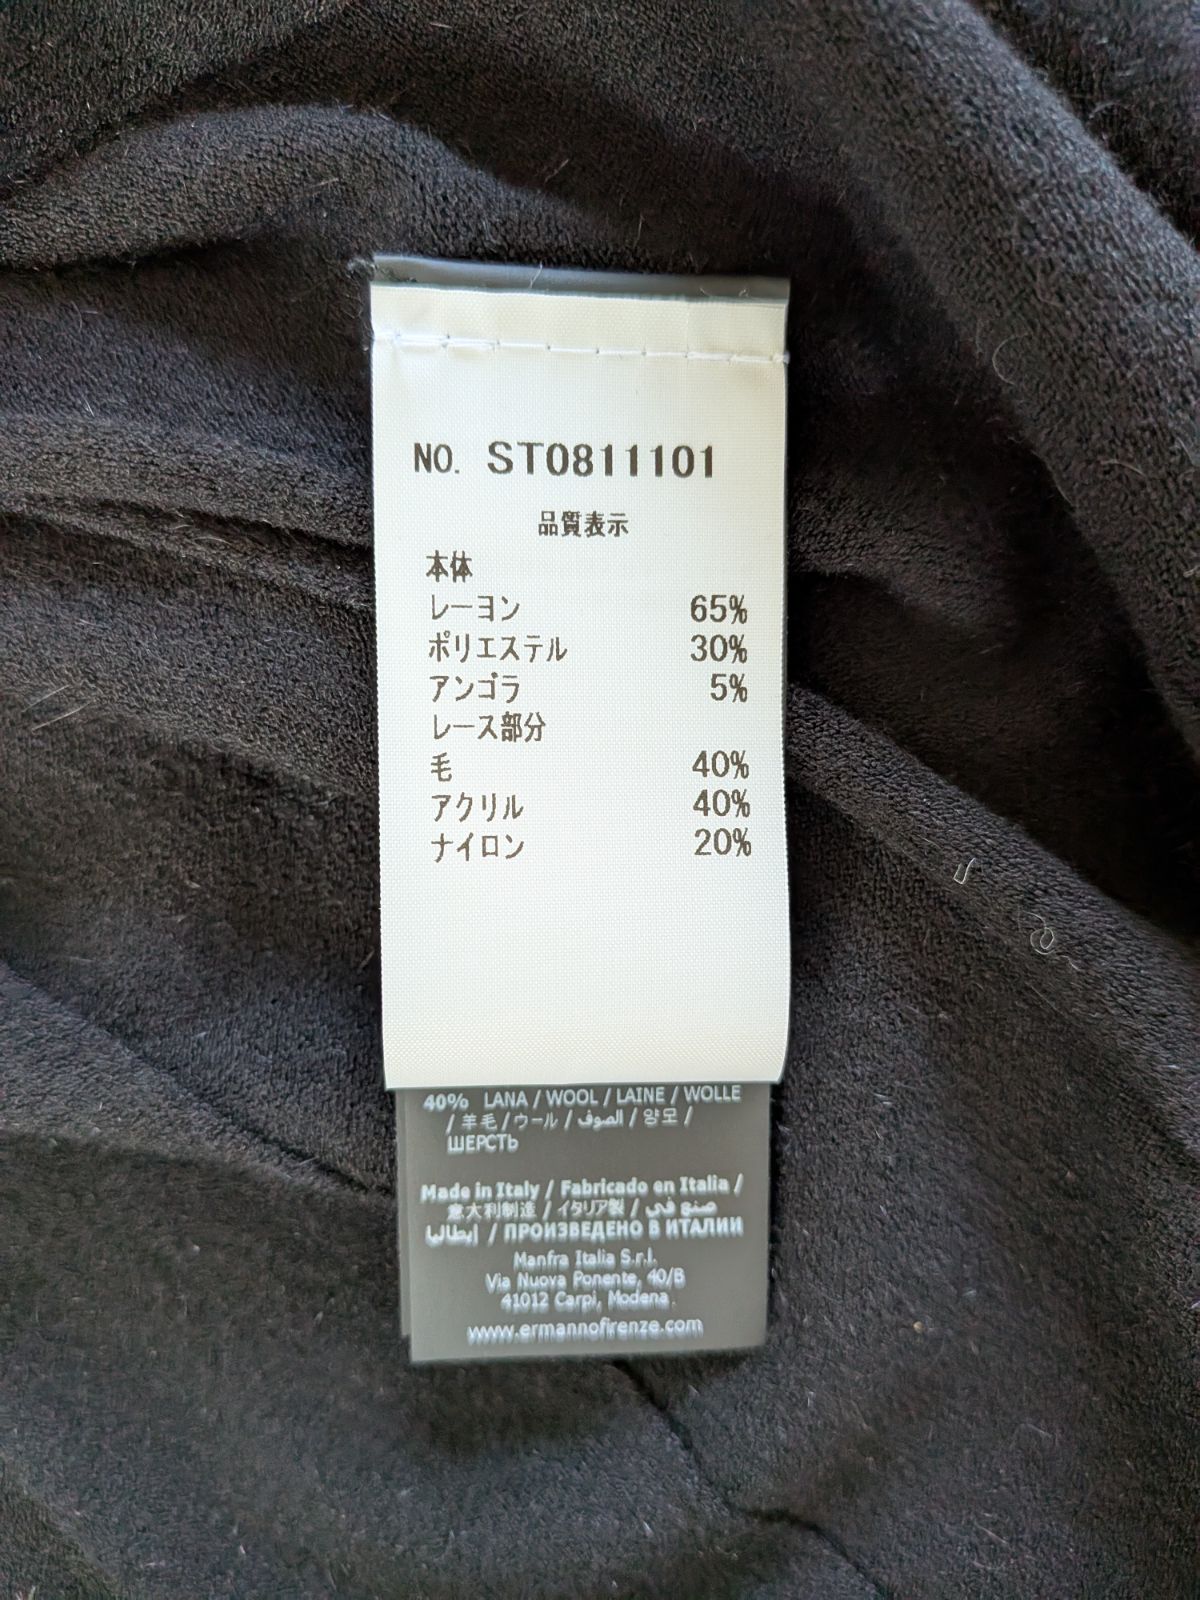 NO. ST0811101
品質表示
本体
レーヨン 65%
ポリエステル 30%
アンゴラ 5%
レース部分
毛 40%
アクリル 40%
ナイロン 20%
40% LANA / WOOL / LAINE / WOLLE
/ 羊毛 / ウール / الصوف / 양모 /
ШЕРСТЬ
Made in Italy / Fabricado en Italia /
意大利制造 / イタリア製 / صنع في
إيطاليا / ПРОИЗВЕДЕНО В ИТАЛИИ
Manfra Italia S.r.l.
Via Nuova Ponente, 40/B
41012 Carpi, Modena
www.ermannofirenze.com